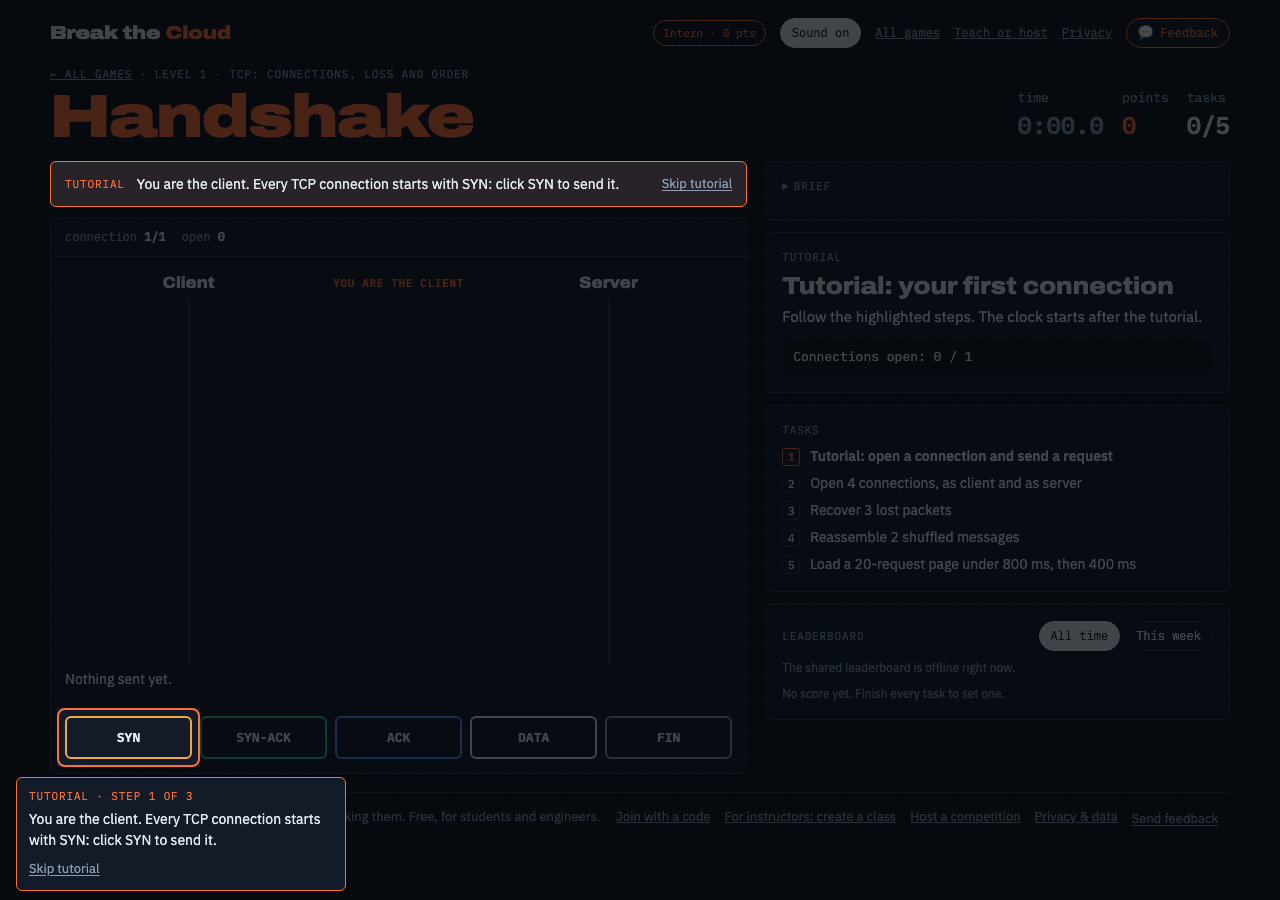 Break the Cloud
Intern · 0 pts
Sound on
All games
Teach or host
Privacy
💬 Feedback
← ALL GAMES · LEVEL 1 · TCP: CONNECTIONS, LOSS AND ORDER
Handshake
time
points
tasks
0:00.0
0
0/5
TUTORIAL
You are the client. Every TCP connection starts with SYN: click SYN to send it.
Skip tutorial
connection 1/1 open 0
Client
YOU ARE THE CLIENT
Server
Nothing sent yet.
SYN
SYN-ACK
ACK
DATA
FIN
TUTORIAL · STEP 1 OF 3
You are the client. Every TCP connection starts
with SYN: click SYN to send it.
Skip tutorial
▶ BRIEF
TUTORIAL
Tutorial: your first connection
Follow the highlighted steps. The clock starts after the tutorial.
Connections open: 0 / 1
TASKS
1 Tutorial: open a connection and send a request
2 Open 4 connections, as client and as server
3 Recover 3 lost packets
4 Reassemble 2 shuffled messages
5 Load a 20-request page under 800 ms, then 400 ms
LEADERBOARD
All time
This week
The shared leaderboard is offline right now.
No score yet. Finish every task to set one.
them. Free, for students and engineers.
Join with a code
For instructors: create a class
Host a competition
Privacy & data
Send feedback